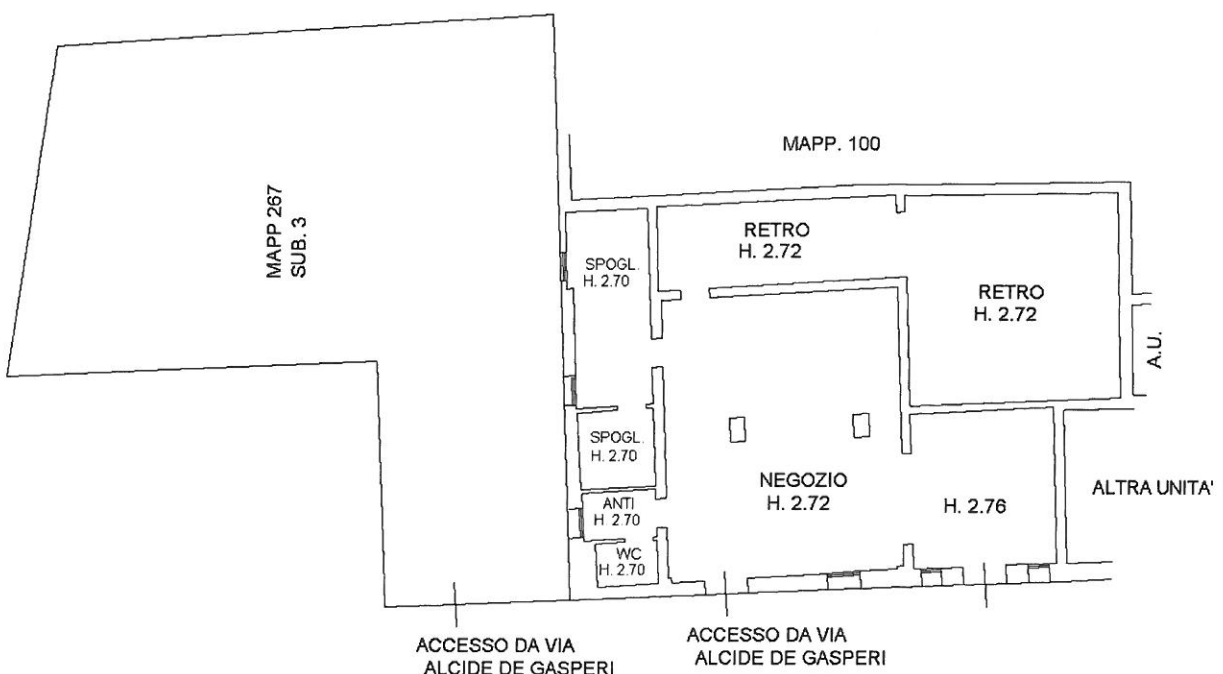 MAPP. 100
MAPP 267
SUB. 3
RETRO
H. 2.72
SPOGL.
H. 2.70
RETRO
H. 2.72
A.U.
SPOGL.
H. 2.70
NEGOZIO
H. 2.72
ALTRA UNITA'
ANTI
H 2.70
H. 2.76
WC
H. 2.70
ACCESSO DA VIA
ALCIDE DE GASPERI
ACCESSO DA VIA
ALCIDE DE GASPERI